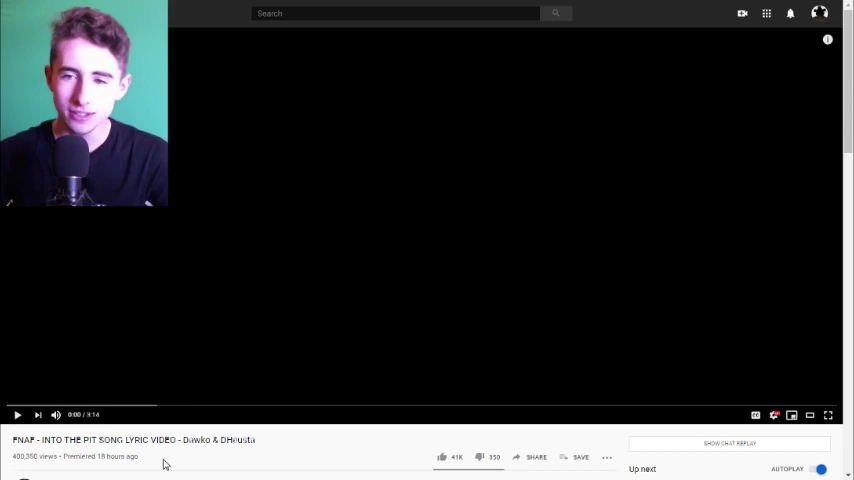 Search
0:00 / 3:14
FNAF - INTO THE PIT SONG LYRIC VIDEO - Dawko & DHeusta
400,350 views • Premiered 18 hours ago
41K
350
SHARE
SAVE
SHOW CHAT REPLAY
Up next
AUTOPLAY